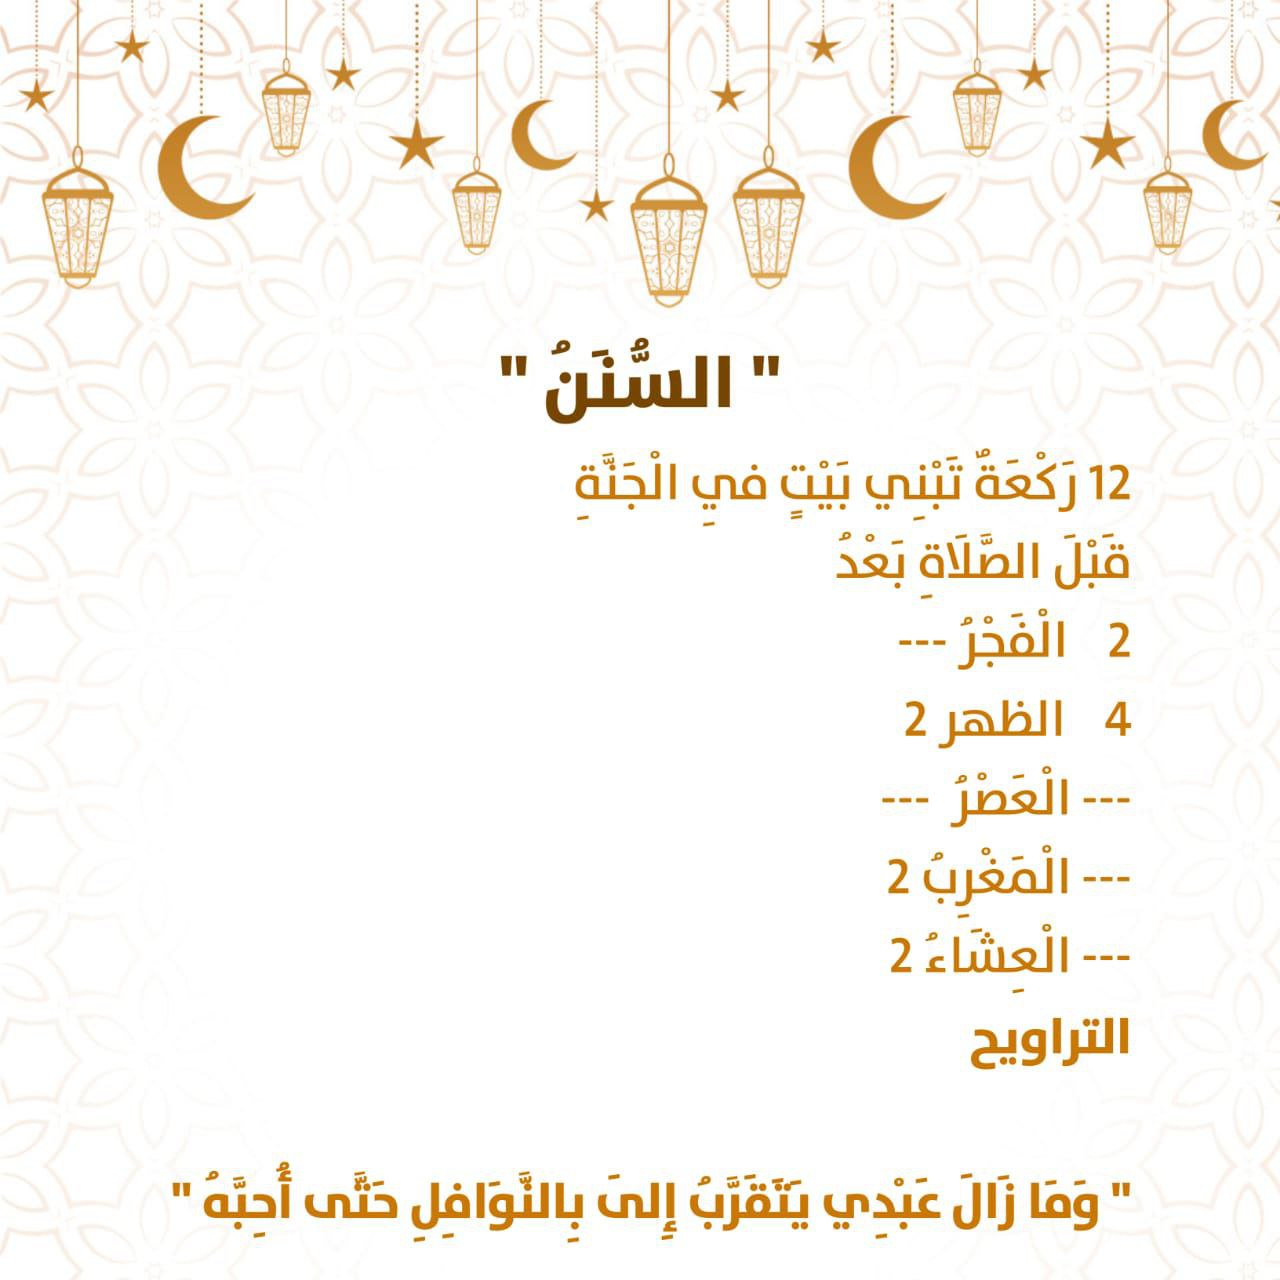 " السُّنَنُ "
12 رَكْعَةٌ تَبْنِي بَيْتٍ فيِ الْجَنَّةِ
قَبْلَ الصَّلَاةِ بَعْدُ
2 الْفَجْرُ ---
4 الظهر 2
--- الْعَصْرُ ---
--- الْمَغْرِبُ 2
--- الْعِشَاءُ 2
التراويح
" وَمَا زَالَ عَبْدِي يَتَقَرَّبُ إِلىَ بِالنَّوَافِلِ حَتَّى أُحِبَّهُ "